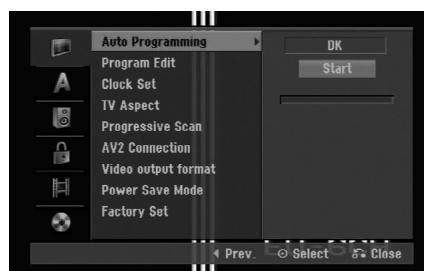 Auto Programming
DK
Program Edit
Start
Clock Set
A
TV Aspect
Progressive Scan
AV2 Connection
Video output format
Power Save Mode
Factory Set
Prev. Select Close